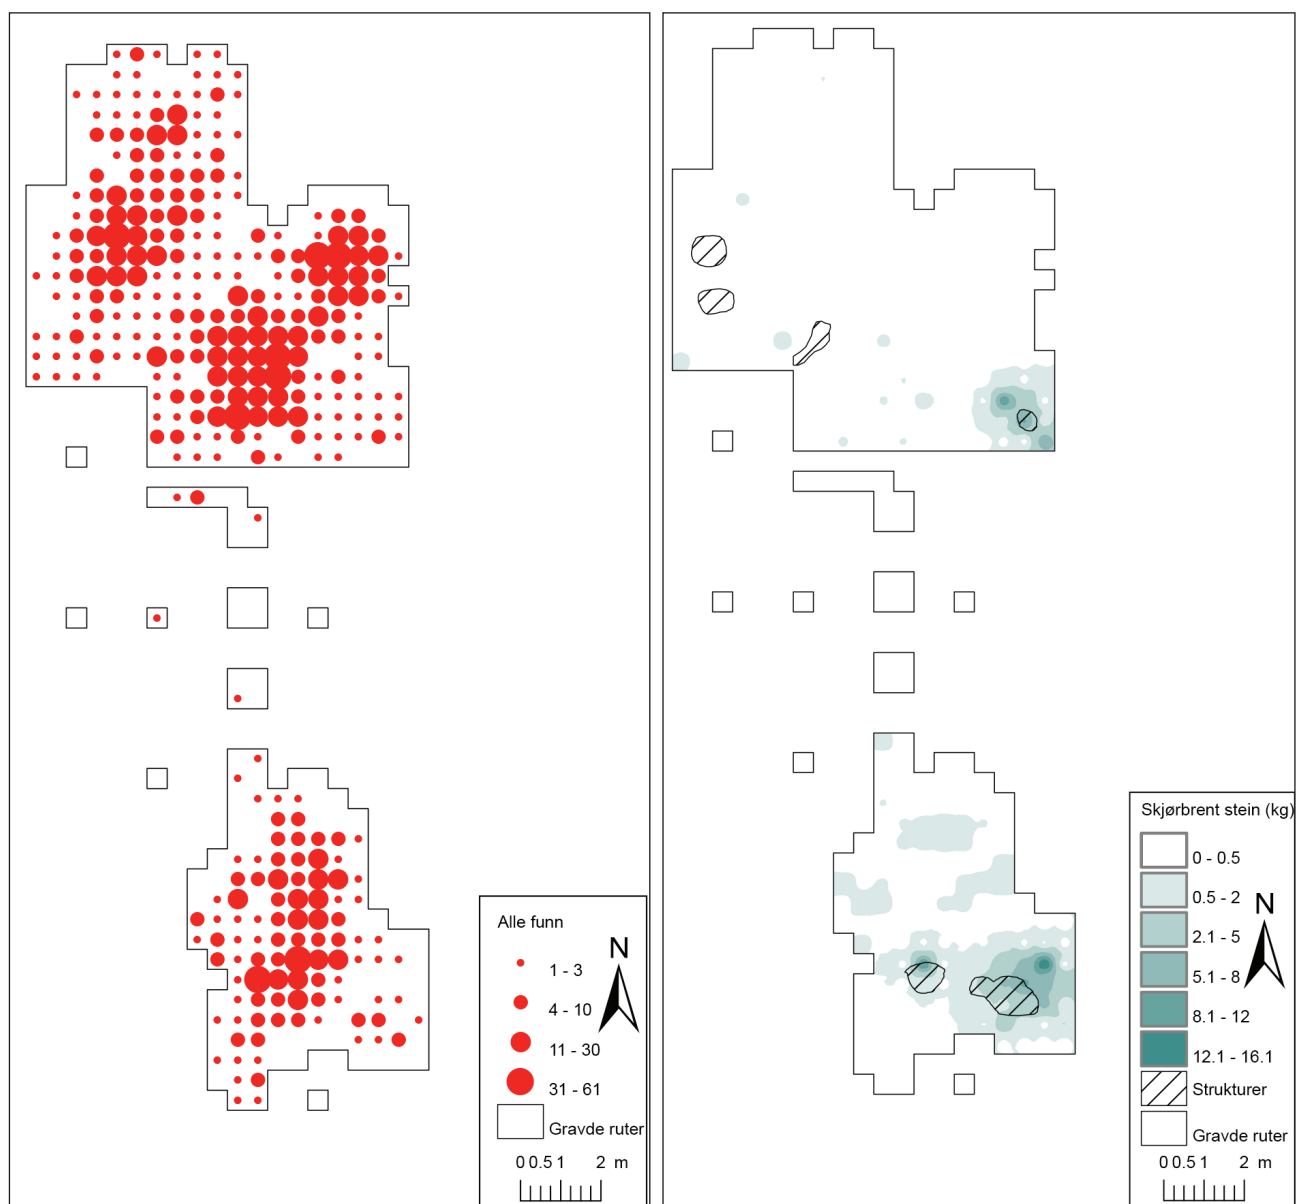 Alle funn
N
1 - 3
4 - 10
11 - 30
31 - 61
Gravde ruter
0 0.5 1 2 m
Skjørbrent stein (kg)
0 - 0.5
N
0.5 - 2
2.1 - 5
5.1 - 8
8.1 - 12
12.1 - 16.1
Strukturer
Gravde ruter
0 0.5 1 2 m